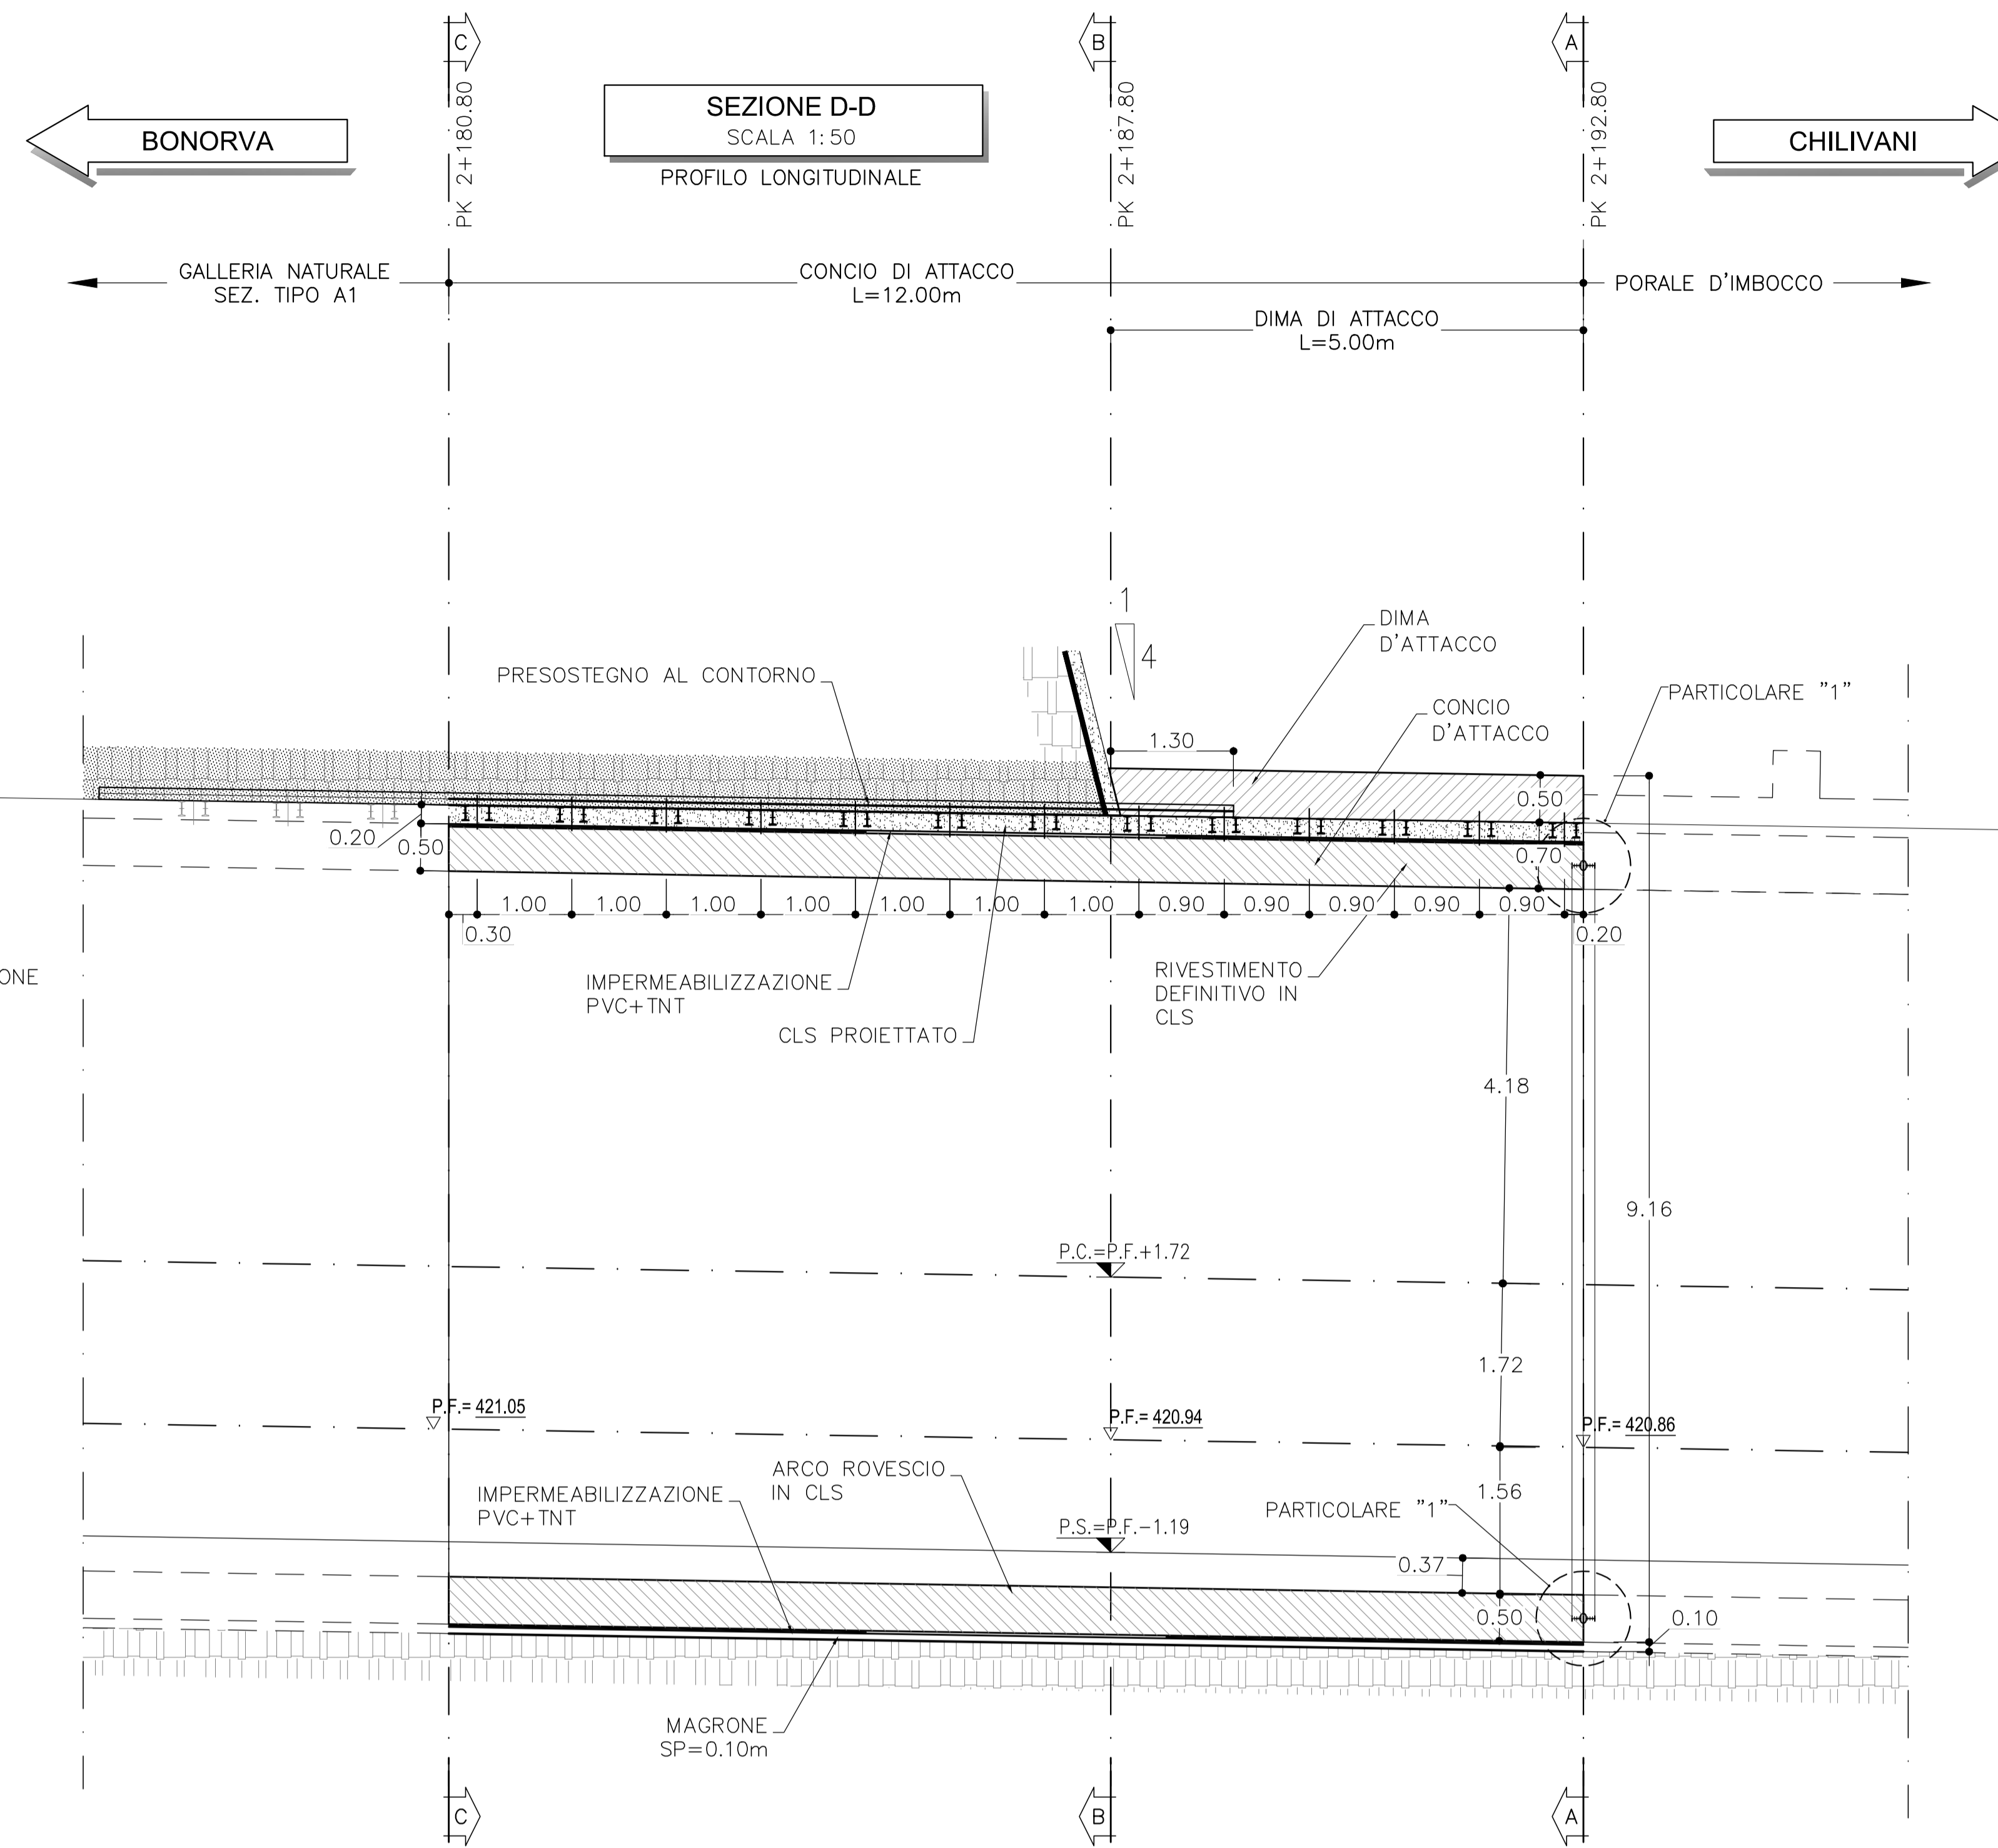 C
B
A
PK 2+180.80
PK 2+187.80
PK 2+192.80
BONORVA
SEZIONE D-D
SCALA 1:50
PROFILO LONGITUDINALE
CHILIVANI
GALLERIA NATURALE
SEZ. TIPO A1
CONCIO DI ATTACCO
L=12.00m
PORALE D'IMBOCCO
DIMA DI ATTACCO
L=5.00m
1
4
DIMA
D'ATTACCO
PRESOSTEGNO AL CONTORNO
PARTICOLARE "1"
CONCIO
D'ATTACCO
1.30
0.50
0.20
0.50
0.70
1.00
1.00
1.00
1.00
1.00
1.00
1.00
0.90
0.90
0.90
0.90
0.90
0.30
0.20
ONE
IMPERMEABILIZZAZIONE
PVC+TNT
RIVESTIMENTO
DEFINITIVO IN
CLS
CLS PROIETTATO
4.18
9.16
P.C.=P.F.+1.72
1.72
P.F.= 421.05
P.F.= 420.94
P.F.= 420.86
ARCO ROVESCIO
IN CLS
IMPERMEABILIZZAZIONE
PVC+TNT
1.56
PARTICOLARE "1"
P.S.=P.F.-1.19
0.37
0.50
0.10
MAGRONE
SP=0.10m
C
B
A